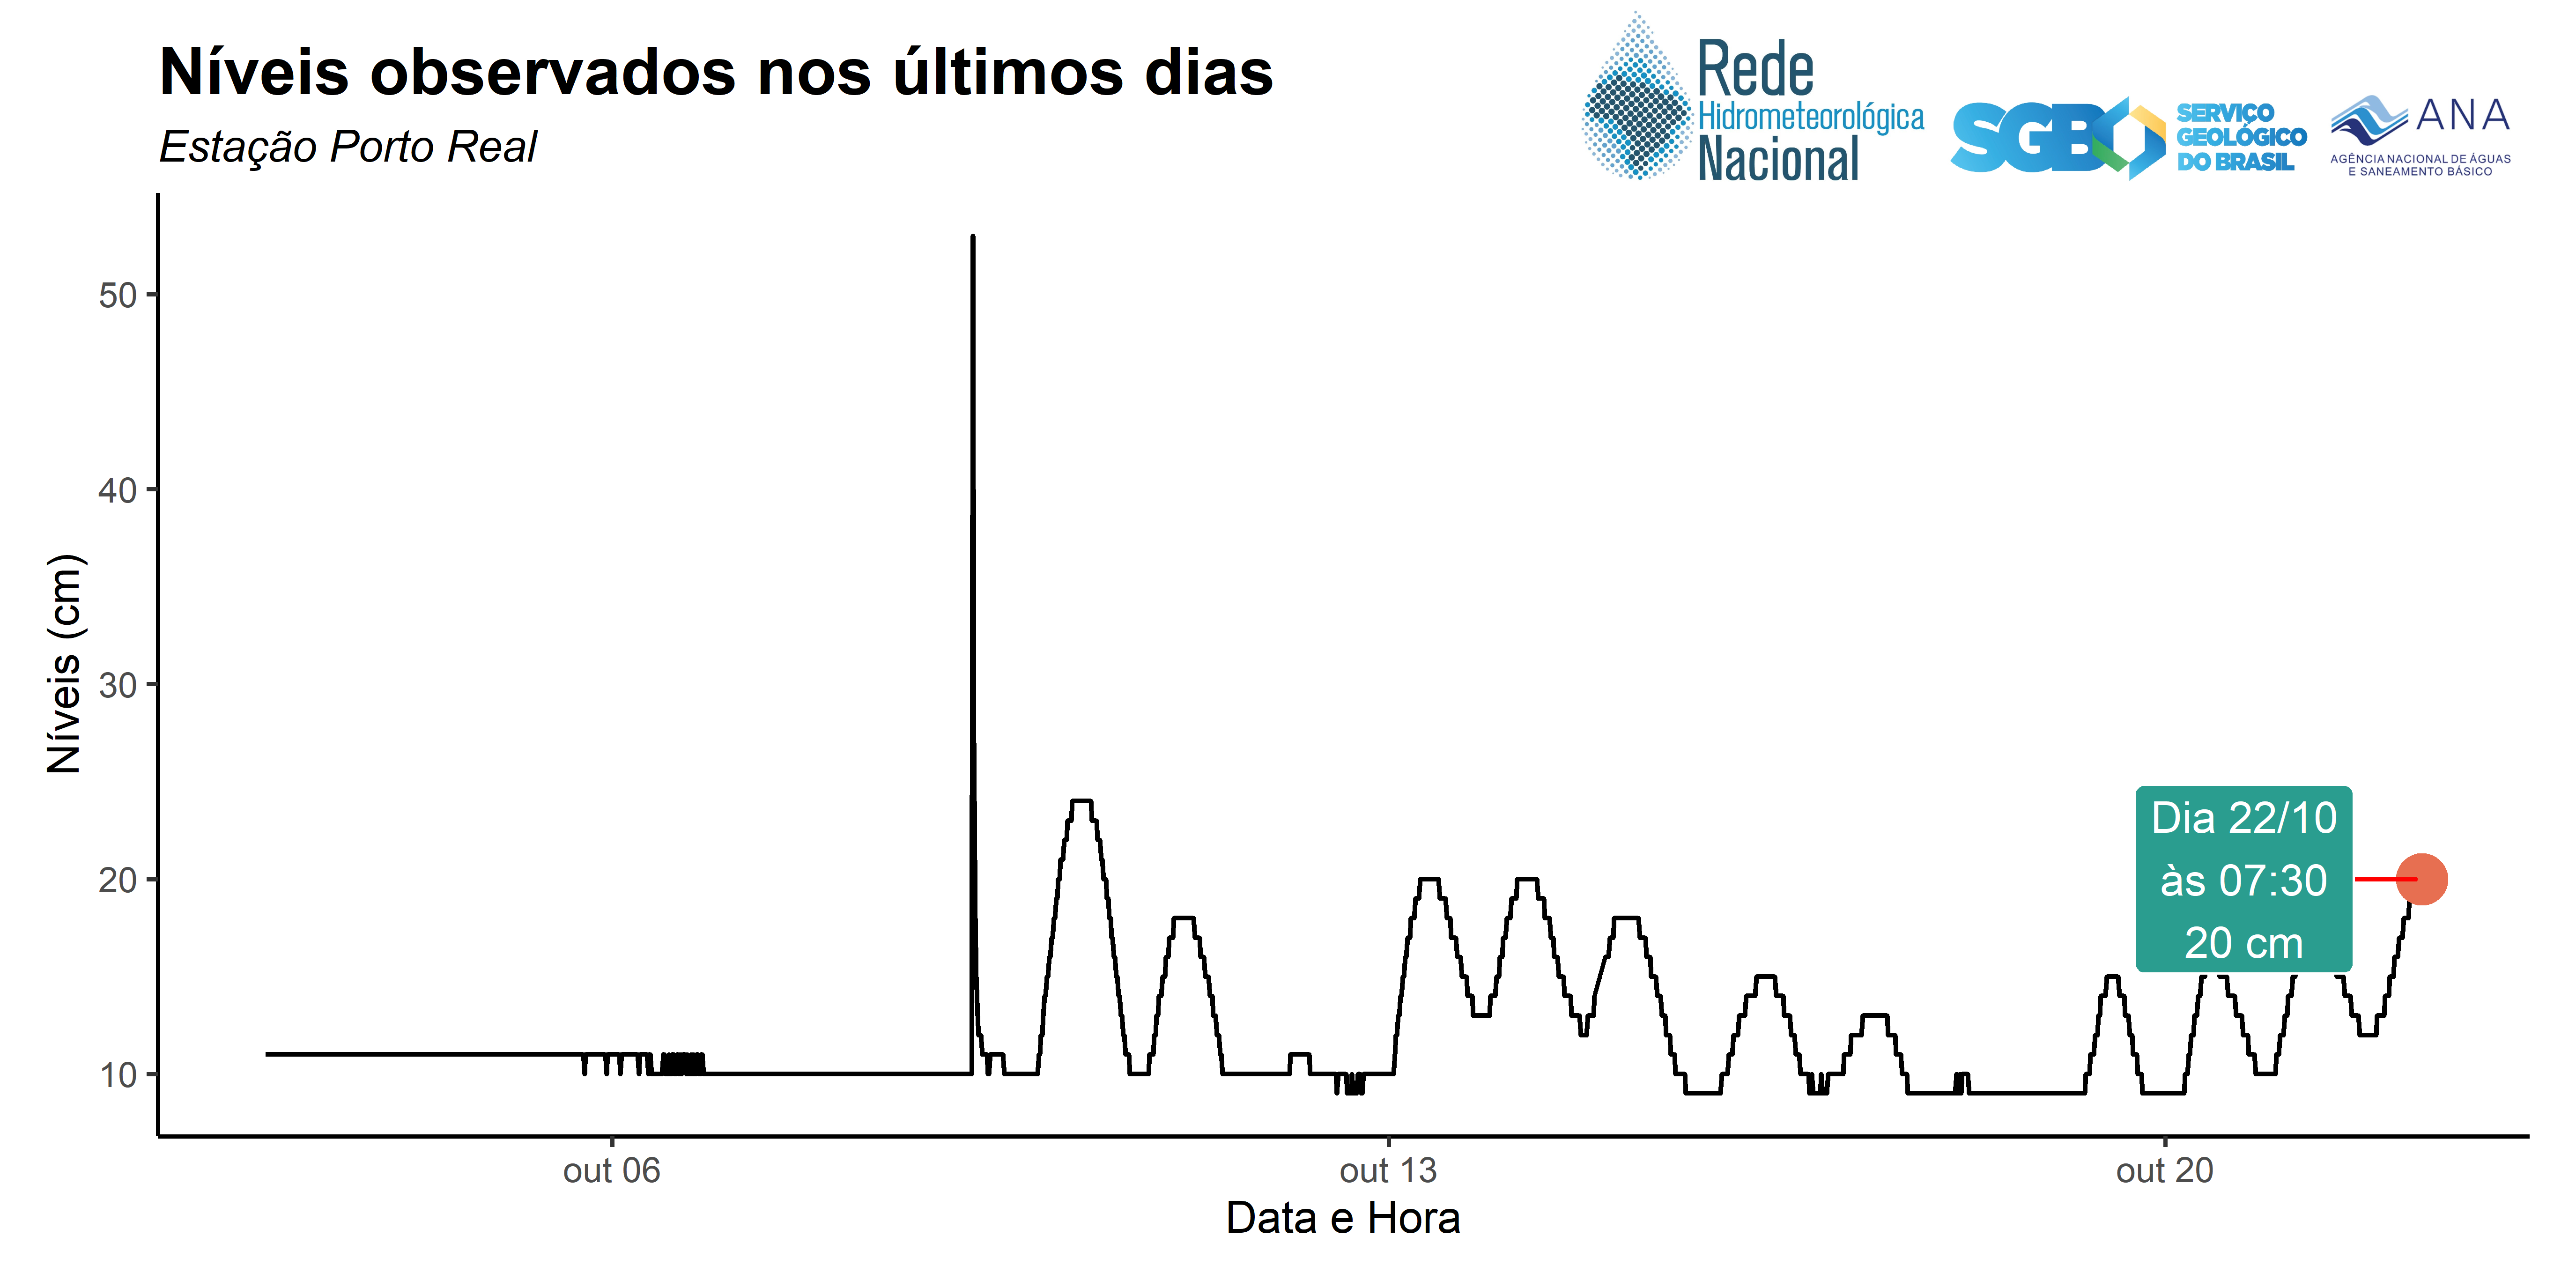 Níveis observados nos últimos dias
Estação Porto Real
Rede
Hidrometeorológica
Nacional
SGB
SERVIÇO
GEOLÓGICO
DO BRASIL
ANA
AGÊNCIA NACIONAL DE ÁGUAS
E SANEAMENTO BÁSICO
Níveis (cm)
50
40
30
20
10
Dia 22/10
às 07:30
20 cm
out 06
out 13
out 20
Data e Hora